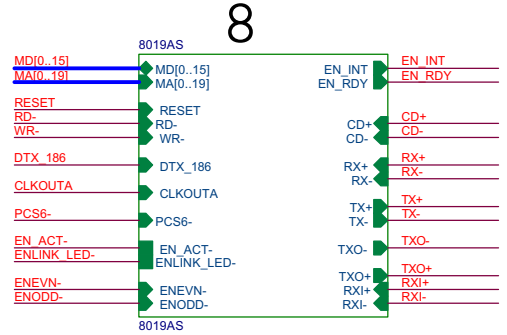 8
8019AS
MD[0..15] MD[0..15] EN_INT EN_INT
MA[0..19] MA[0..19] EN_RDY EN_RDY
RESET RESET
RD- RD- CD+ CD+
WR- WR- CD- CD-
DTX_186 DTX_186 RX+ RX+
RX- RX-
CLKOUTA CLKOUTA
TX+ TX+
PCS6- PCS6- TX- TX-
EN_ACT- EN_ACT- TXO- TXO-
ENLINK_LED- ENLINK_LED-
TXO+ TXO+
ENEVN- ENEVN- RXI+ RXI+
ENODD- ENODD- RXI- RXI-
8019AS